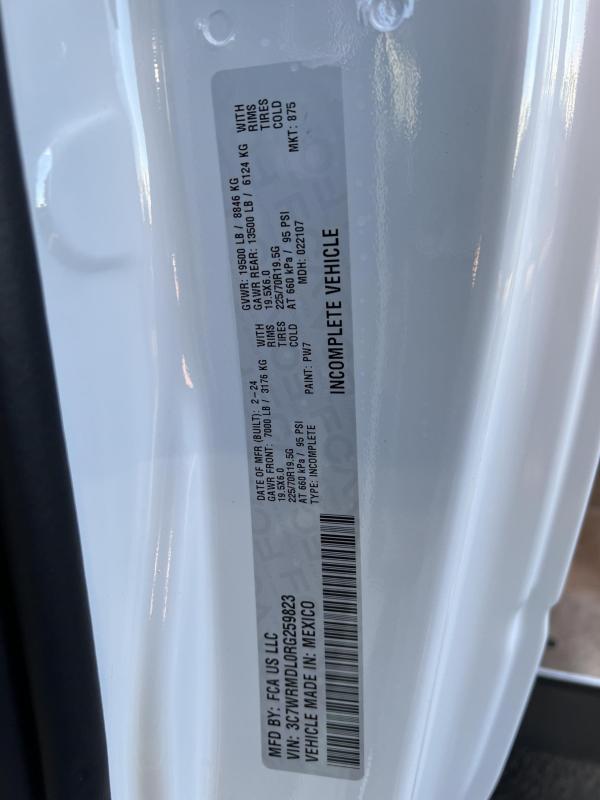 MFD BY: FCA US LLC
VIN: 3C7WRMDL0RG259823
VEHICLE MADE IN: MEXICO
DATE OF MFR (BUILT): 2-24
GAWR FRONT: 7000 LB / 3176 KG WITH
19.5X6.0 RIMS
225/70R19.5G TIRES
AT 660 kPa / 95 PSI COLD
TYPE: INCOMPLETE PAINT: PW7
GVWR: 19500 LB / 8846 KG
GAWR REAR: 13500 LB / 6124 KG WITH
19.5X6.0 RIMS
225/70R19.5G TIRES
AT 660 kPa / 95 PSI COLD
MDH: 022107 MKT: 875
INCOMPLETE VEHICLE